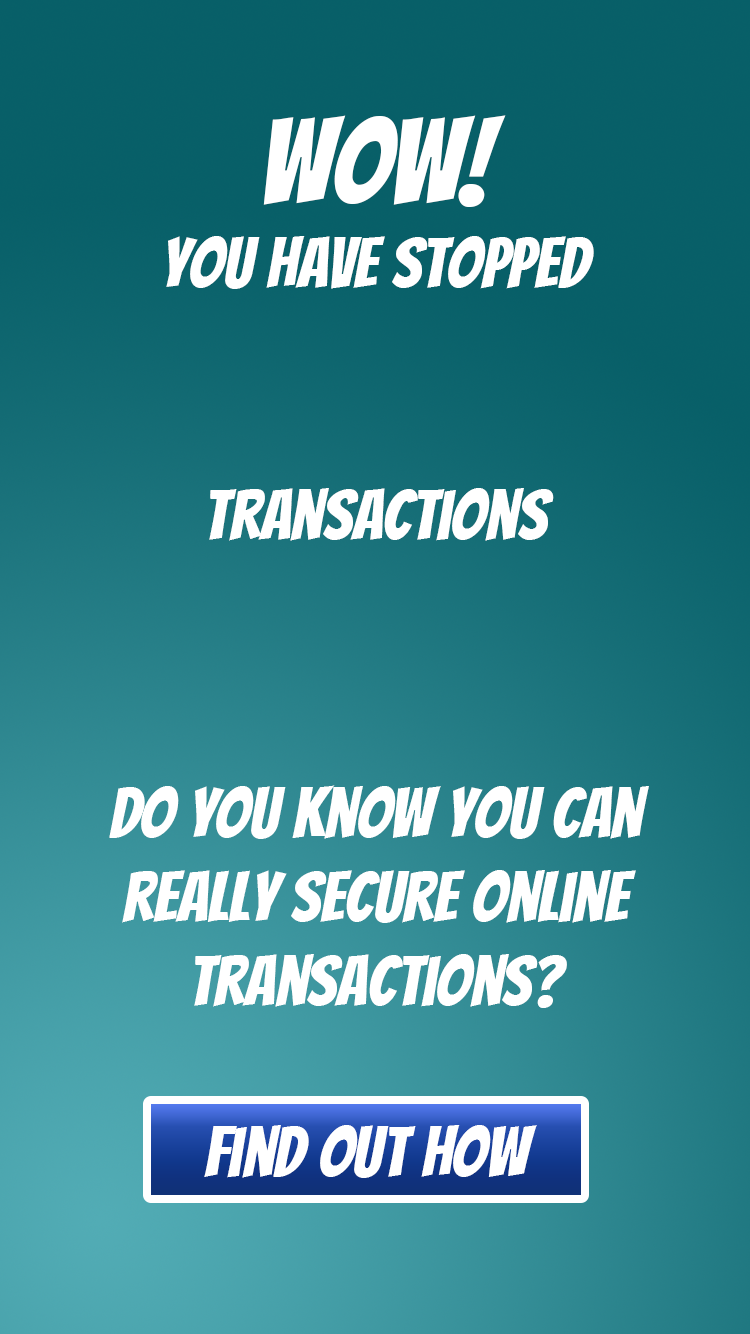 WOW!
YOU HAVE STOPPED
TRANSACTIONS
DO YOU KNOW YOU CAN
REALLY SECURE ONLINE
TRANSACTIONS?
FIND OUT HOW